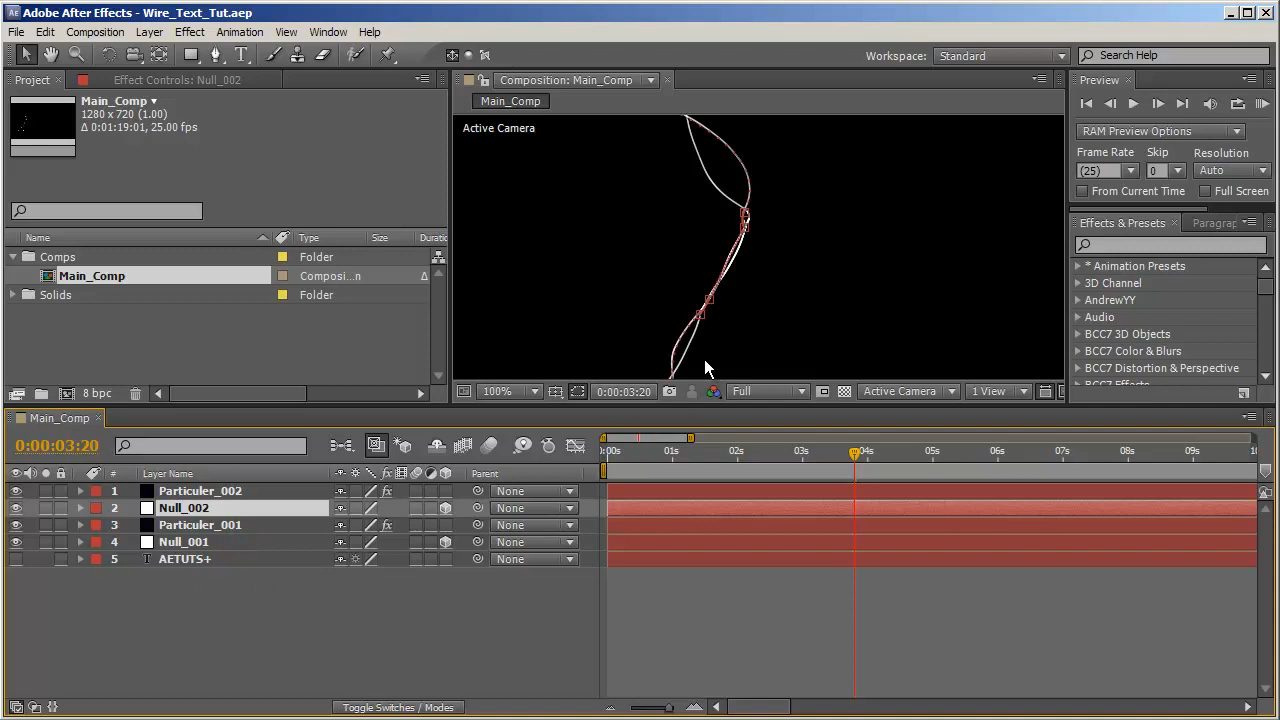 Adobe After Effects - Wire_Text_Tut.aep
File Edit Composition Layer Effect Animation View Window Help
Workspace: Standard Search Help
Project Effect Controls: Null_002
Composition: Main_Comp
Preview
Main_Comp
1280 x 720 (1.00)
Δ 0:01:19:01, 25.00 fps
Main_Comp
Active Camera
RAM Preview Options
Frame Rate Skip Resolution
(25) 0 Auto
From Current Time Full Screen
Effects & Presets Paragrap
Name Type Size Duratic
Comps Folder
Main_Comp Composi...n Δ
Solids Folder
* Animation Presets
3D Channel
AndrewYY
Audio
BCC7 3D Objects
BCC7 Color & Blurs
BCC7 Distortion & Perspective
BCC7 Effects
8 bpc
100% 0:00:03:20 Full Active Camera 1 View
Main_Comp
0:00:03:20
:00s 01s 02s 03s 04s 05s 06s 07s 08s 09s 10
# Layer Name fx Parent
1 Particuler_002 fx None
2 Null_002 None
3 Particuler_001 fx None
4 Null_001 None
5 T AETUTS+ None
Toggle Switches / Modes